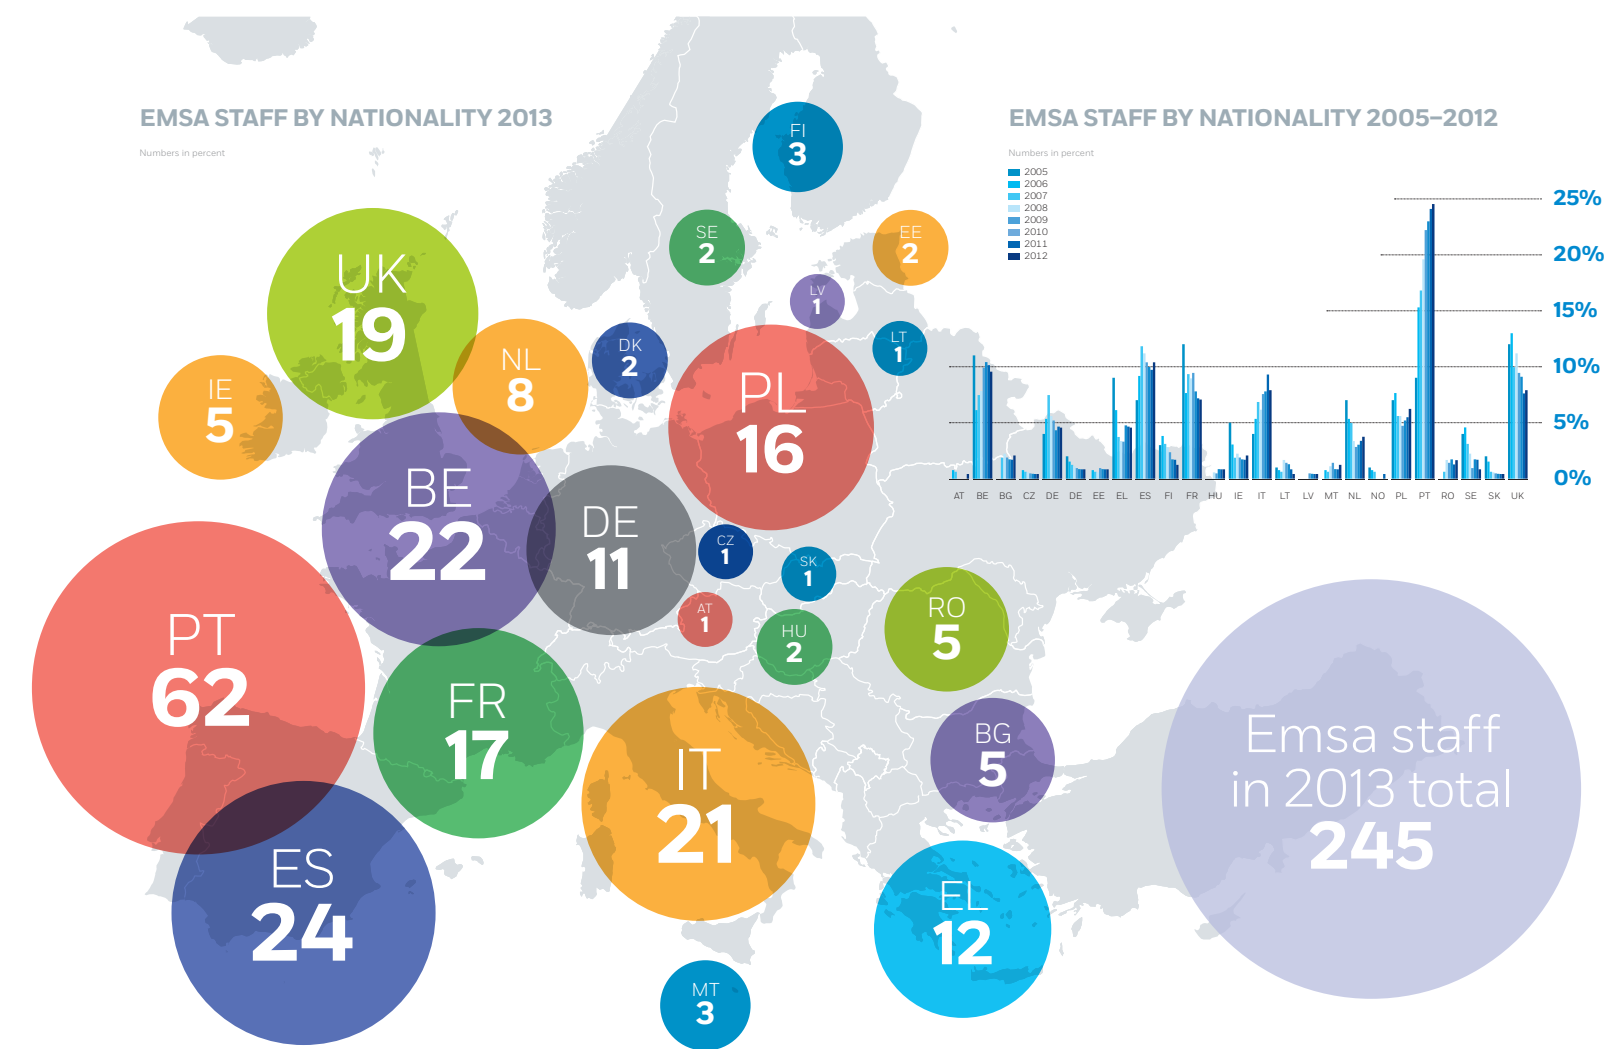 EMSA STAFF BY NATIONALITY 2013
Numbers in percent
FI
3
SE
2
EE
2
UK
19
LV
1
NL
8
DK
2
LT
1
IE
5
PL
16
BE
22
DE
11
CZ
1
SK
1
PT
62
AT
1
HU
2
RO
5
FR
17
IT
21
BG
5
ES
24
EL
12
MT
3
Emsa staff
in 2013 total
245
EMSA STAFF BY NATIONALITY 2005–2012
Numbers in percent
2005
2006
2007
2008
2009
2010
2011
2012
25%
20%
15%
10%
5%
0%
AT BE BG CZ DE DE EE EL ES FI FR HU IE IT LT LV MT NL NO PL PT RO SE SK UK